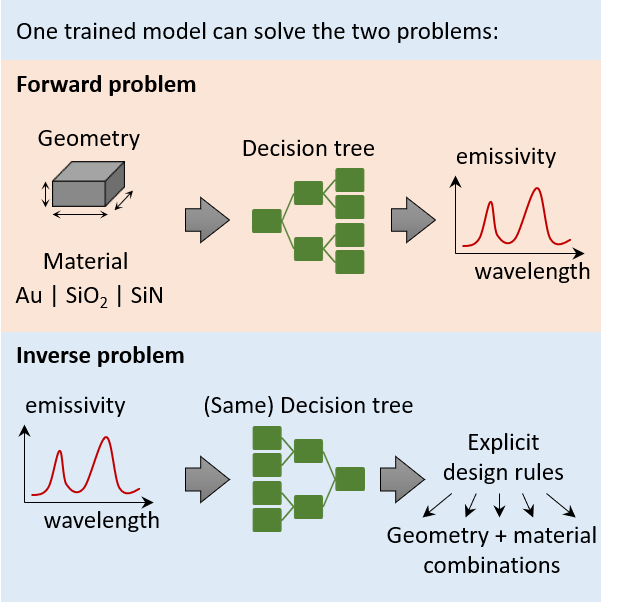 One trained model can solve the two problems:
Forward problem
Geometry
Decision tree
emissivity
wavelength
Material
Au | SiO₂ | SiN
Inverse problem
emissivity
(Same) Decision tree
wavelength
Explicit
design rules
Geometry + material
combinations